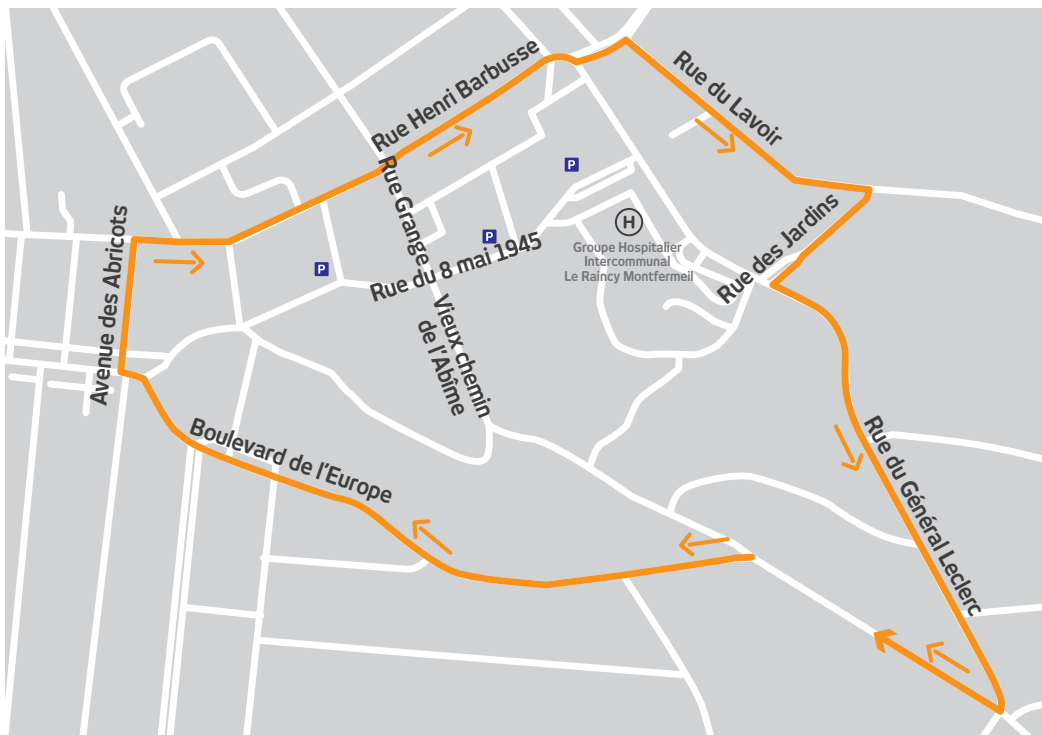 Rue Henri Barbusse
Rue du Lavoir
P
Rue Grange
Avenue des Abricots
Rue des Jardins
H
P
Groupe Hospitalier
Intercommunal
Le Raincy Montfermeil
P
Rue du 8 mai 1945
Vieux chemin
de l'Abîme
Boulevard de l'Europe
Rue du Général Leclerc